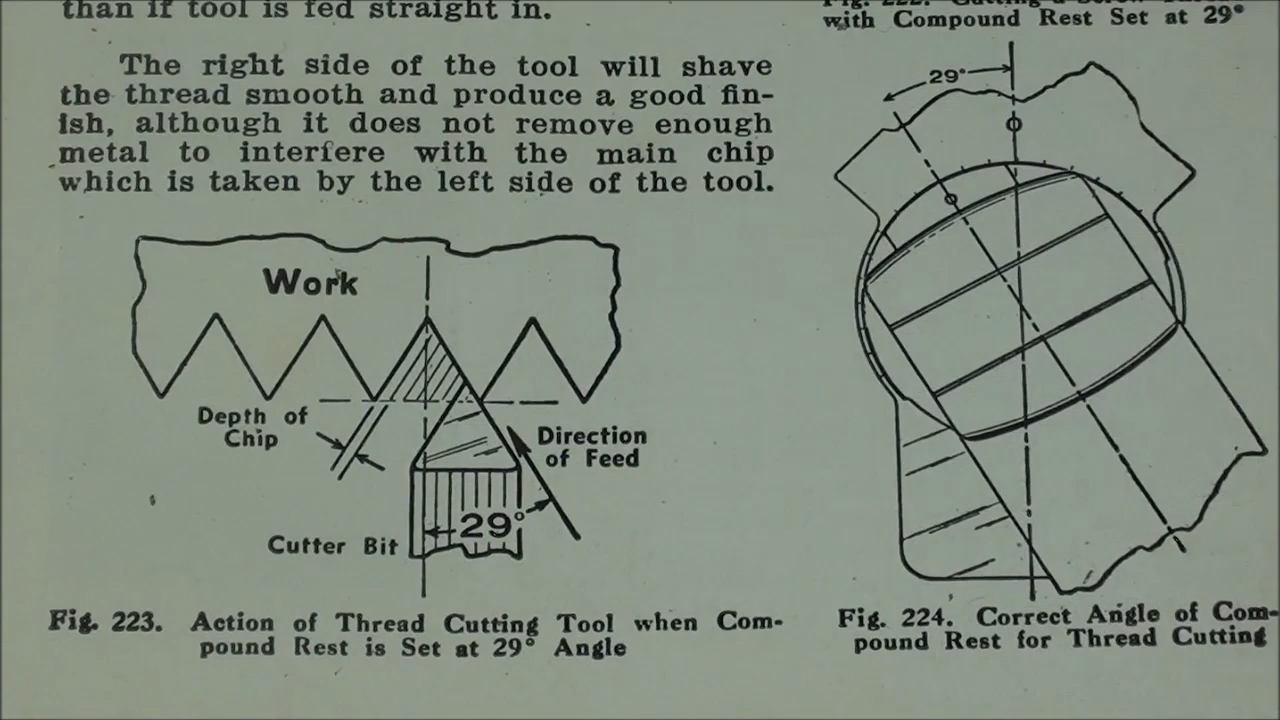 than if tool is fed straight in.
The right side of the tool will shave
the thread smooth and produce a good fin-
ish, although it does not remove enough
metal to interfere with the main chip
which is taken by the left side of the tool.
Work
Depth of
Chip
Direction
of Feed
29°
Cutter Bit
Fig. 223. Action of Thread Cutting Tool when Com-
pound Rest is Set at 29° Angle
with Compound Rest Set at 29°
29°
Fig. 224. Correct Angle of Com-
pound Rest for Thread Cutting